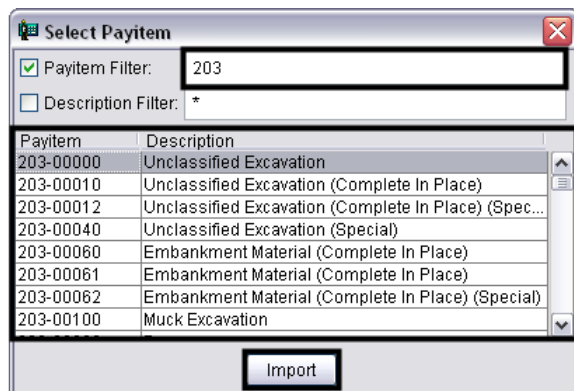 Select Payitem
Payitem Filter: 203
Description Filter: *
Payitem Description
203-00000 Unclassified Excavation
203-00010 Unclassified Excavation (Complete In Place)
203-00012 Unclassified Excavation (Complete In Place) (Spec...
203-00040 Unclassified Excavation (Special)
203-00060 Embankment Material (Complete In Place)
203-00061 Embankment Material (Complete In Place)
203-00062 Embankment Material (Complete In Place) (Special)
203-00100 Muck Excavation
Import